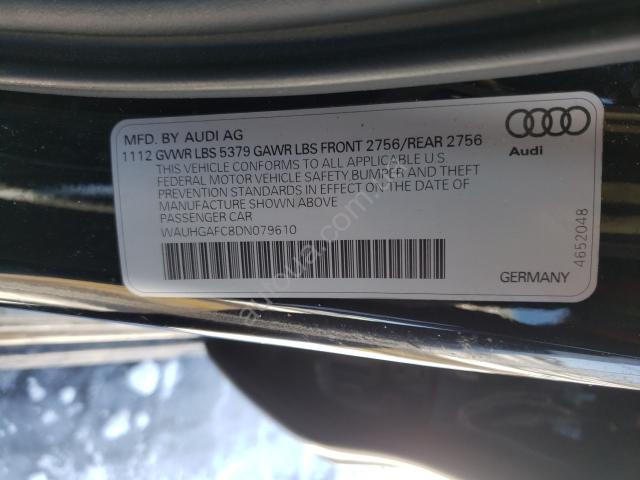 MFD. BY AUDI AG
1112 GVWR LBS 5379 GAWR LBS FRONT 2756/REAR 2756
THIS VEHICLE CONFORMS TO ALL APPLICABLE U S
FEDERAL MOTOR VEHICLE SAFETY BUMPER AND THEFT
PREVENTION STANDARDS IN EFFECT ON THE DATE OF
MANUFACTURE SHOWN ABOVE
PASSENGER CAR
WAUHGAFC8DN079610
Audi
4652048
GERMANY